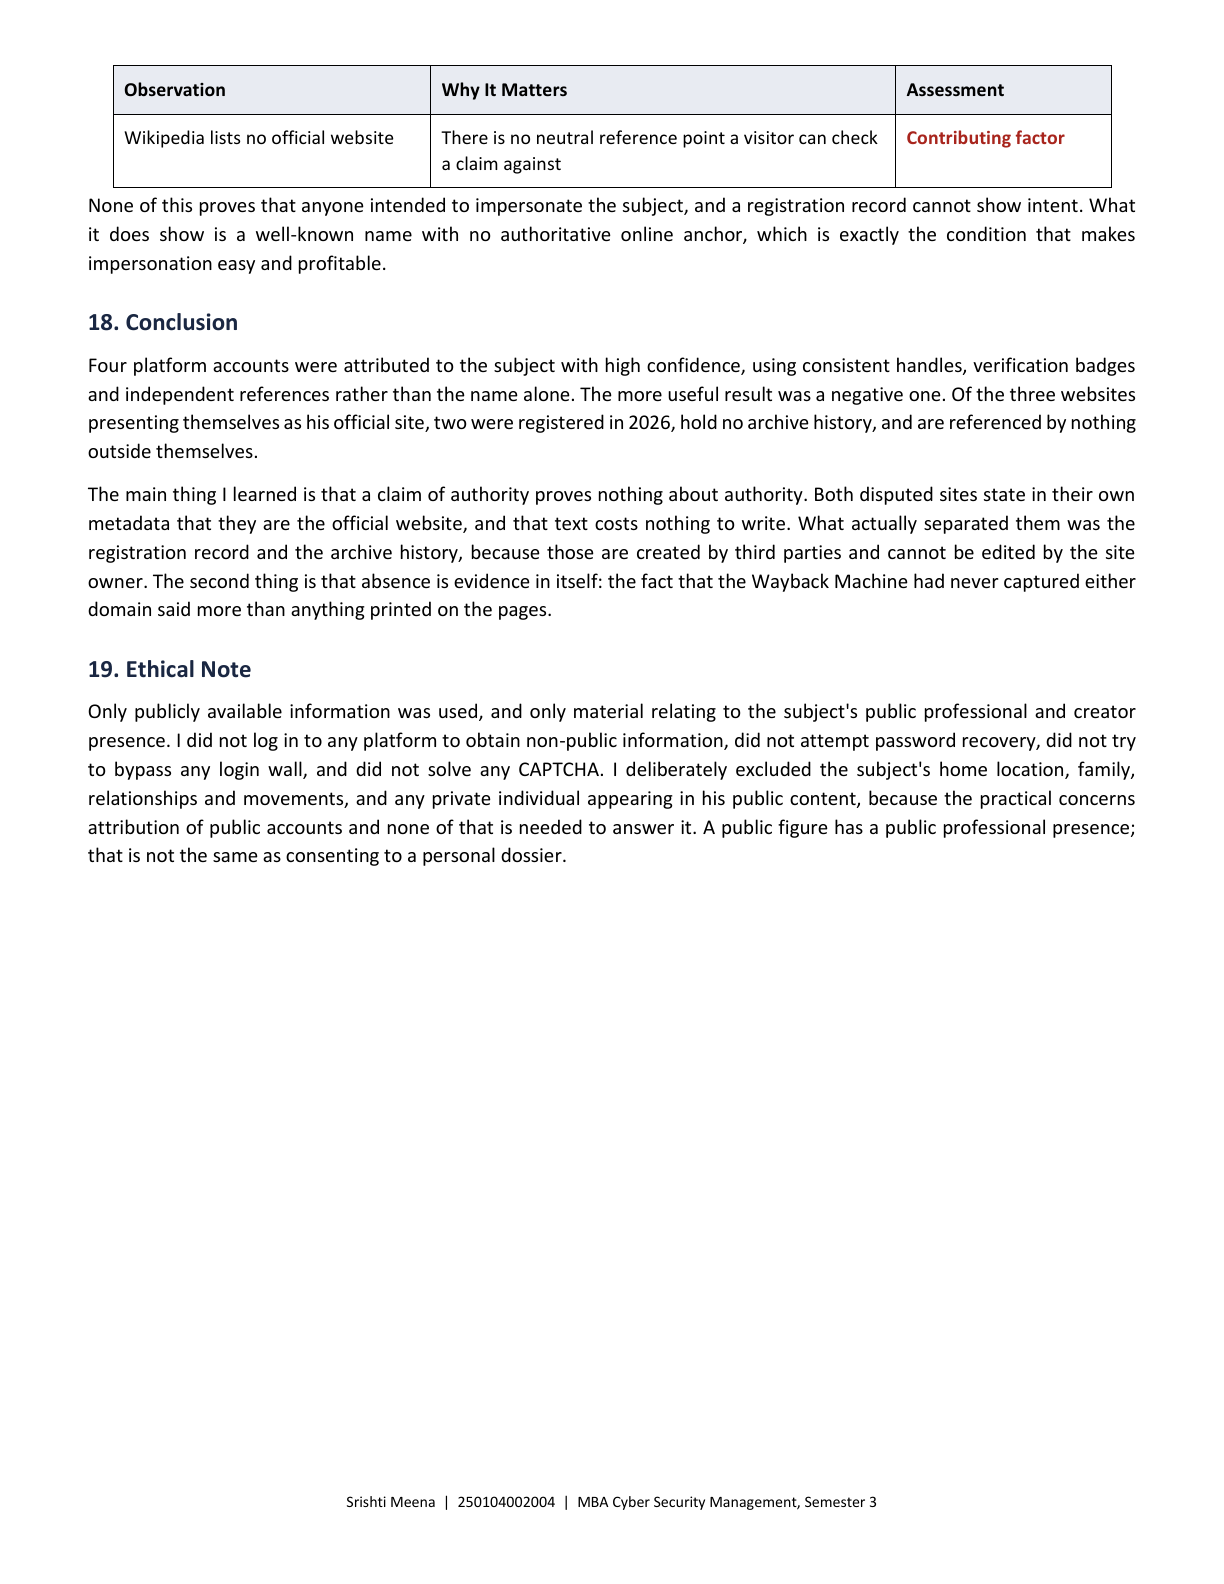 Observation Why It Matters Assessment
Wikipedia lists no official website There is no neutral reference point a visitor can check Contributing factor
a claim against
None of this proves that anyone intended to impersonate the subject, and a registration record cannot show intent. What
it does show is a well-known name with no authoritative online anchor, which is exactly the condition that makes
impersonation easy and profitable.
18. Conclusion
Four platform accounts were attributed to the subject with high confidence, using consistent handles, verification badges
and independent references rather than the name alone. The more useful result was a negative one. Of the three websites
presenting themselves as his official site, two were registered in 2026, hold no archive history, and are referenced by nothing
outside themselves.
The main thing I learned is that a claim of authority proves nothing about authority. Both disputed sites state in their own
metadata that they are the official website, and that text costs nothing to write. What actually separated them was the
registration record and the archive history, because those are created by third parties and cannot be edited by the site
owner. The second thing is that absence is evidence in itself: the fact that the Wayback Machine had never captured either
domain said more than anything printed on the pages.
19. Ethical Note
Only publicly available information was used, and only material relating to the subject's public professional and creator
presence. I did not log in to any platform to obtain non-public information, did not attempt password recovery, did not try
to bypass any login wall, and did not solve any CAPTCHA. I deliberately excluded the subject's home location, family,
relationships and movements, and any private individual appearing in his public content, because the practical concerns
attribution of public accounts and none of that is needed to answer it. A public figure has a public professional presence;
that is not the same as consenting to a personal dossier.
Srishti Meena | 250104002004 | MBA Cyber Security Management, Semester 3